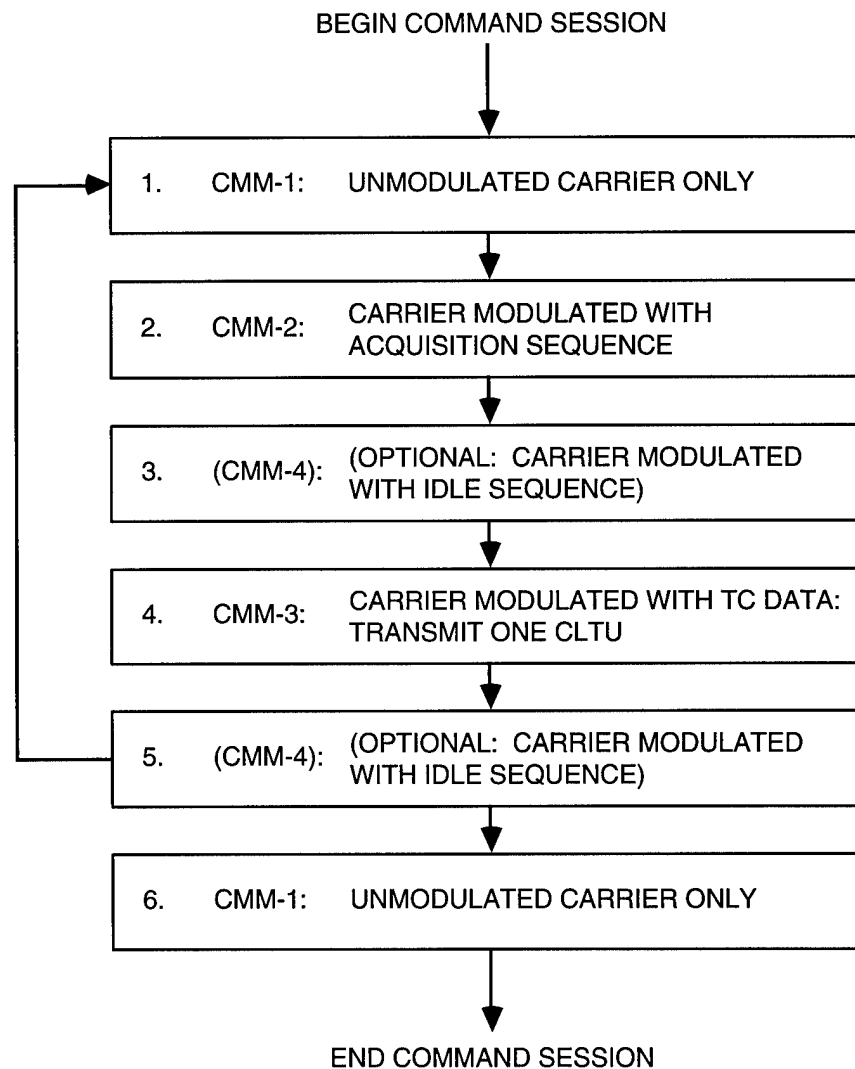 BEGIN COMMAND SESSION
1. CMM-1: UNMODULATED CARRIER ONLY
2. CMM-2: CARRIER MODULATED WITH
ACQUISITION SEQUENCE
3. (CMM-4): (OPTIONAL: CARRIER MODULATED
WITH IDLE SEQUENCE)
4. CMM-3: CARRIER MODULATED WITH TC DATA:
TRANSMIT ONE CLTU
5. (CMM-4): (OPTIONAL: CARRIER MODULATED
WITH IDLE SEQUENCE)
6. CMM-1: UNMODULATED CARRIER ONLY
END COMMAND SESSION